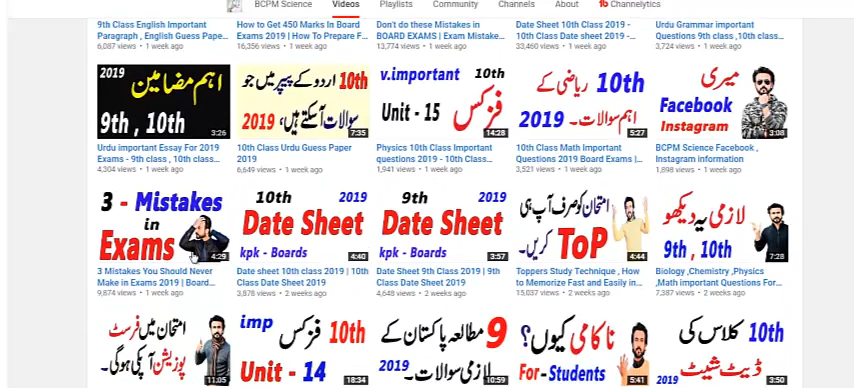 BCPM Science Videos Playlists Community Channels About Channelytics
9th Class English Important
Paragraph , English Guess Pape...
6,087 views • 1 week ago
How to Get 450 Marks In Board
Exams 2019 | How To Prepare F...
16,356 views • 1 week ago
Don't do these Mistakes in
BOARD EXAMS | Exam Mistake...
13,774 views • 1 week ago
Date Sheet 10th Class 2019 -
10th Class Date sheet 2019 -...
33,460 views • 1 week ago
Urdu Grammar important
Questions 9th class ,10th class...
3,724 views • 1 week ago
2019
اہم مضامین
9th , 10th
3:26
10th اردو کے پیپر میں جو
سوالات آسکتے ہیں، 2019
7:35
v.important 10th
Unit - 15 فزکس
14:28
10th ریاضی کے
اہم سوالات۔ 2019
5:27
میری
Facebook
Instagram
3:08
Urdu important Essay For 2019
Exams - 9th class , 10th class...
4,304 views • 1 week ago
10th Class Urdu Guess Paper
2019
6,649 views • 1 week ago
Physics 10th Class Important
questions 2019 - 10th Class...
1,941 views • 1 week ago
10th Class Math Important
Questions 2019 Board Exams |...
3,521 views • 1 week ago
BCPM Science Facebook ,
Instagram information
1,898 views • 1 week ago
3 - Mistakes
in
Exams
4:29
10th 2019
Date Sheet
kpk - Boards
4:40
9th 2019
Date Sheet
kpk - Boards
3:57
امتحان کو صرف آپ ہی
ToP کریں۔
4:44
لازمی یہ دیکھو
9th , 10th
7:28
3 Mistakes You Should Never
Make in Exams 2019 | Board...
9,674 views • 1 week ago
Date sheet 10th class 2019 | 10th
Class Date Sheet 2019
3,878 views • 2 weeks ago
Date Sheet 9th Class 2019 | 9th
Class Date Sheet 2019
4,648 views • 2 weeks ago
Toppers Study Technique , How
to Memorize Fast and Easily in...
15,037 views • 2 weeks ago
Biology ,Chemistry ,Physics
,Math important Questions For...
7,387 views • 2 weeks ago
امتحان میں فرسٹ
پوزیشن آپکی ہوگی۔
11:05
imp فزکس 10th
Unit - 14
18:34
9 مطالعہ پاکستان کے
لازمی سوالات۔ 2019
10:59
ناکامی کیوں؟
For - Students
5:41
10th کلاس کی
ڈیٹ شیٹ 2019
3:50